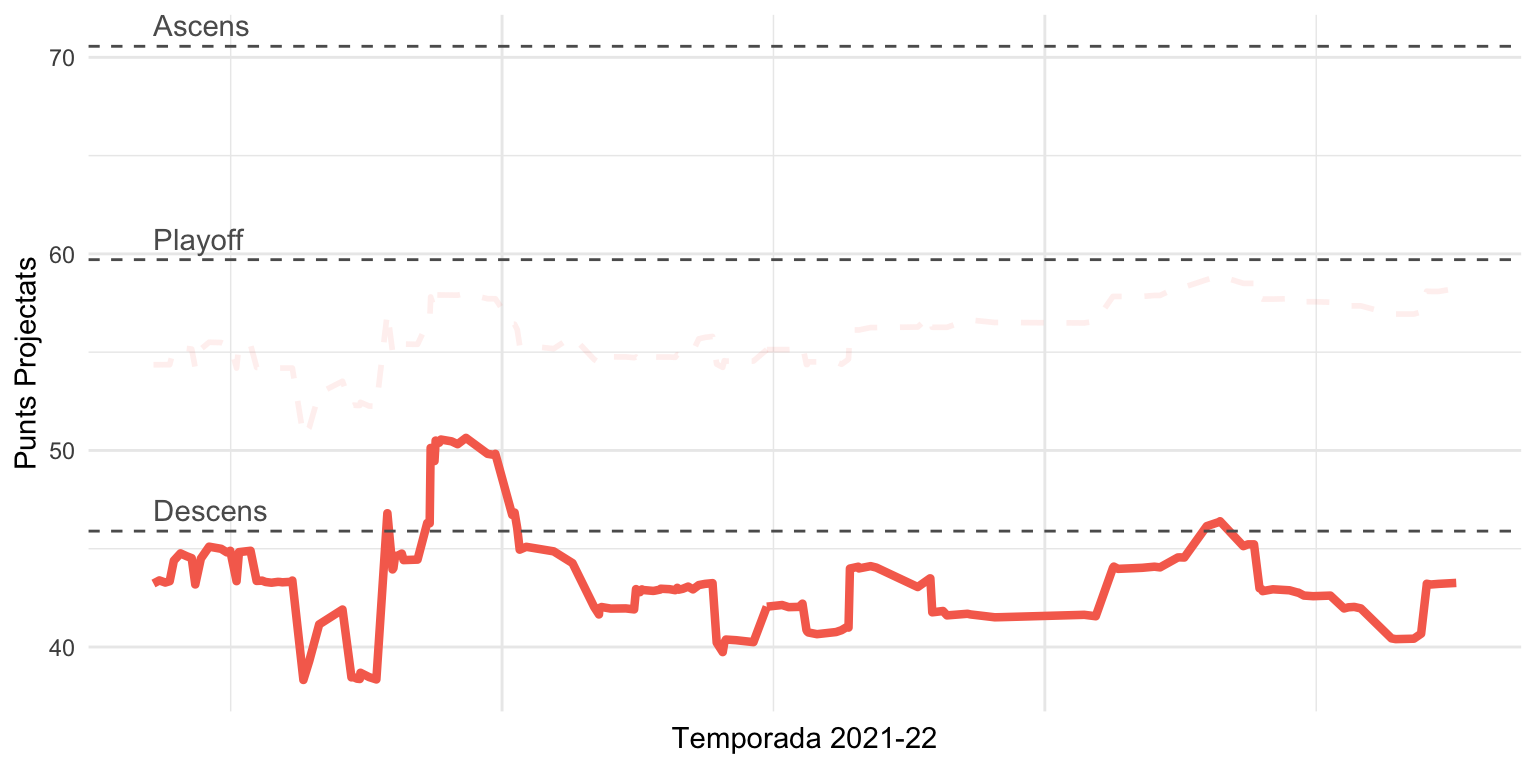 Ascens
70
Playoff
60
Punts Projectats
50
Descens
40
Temporada 2021-22